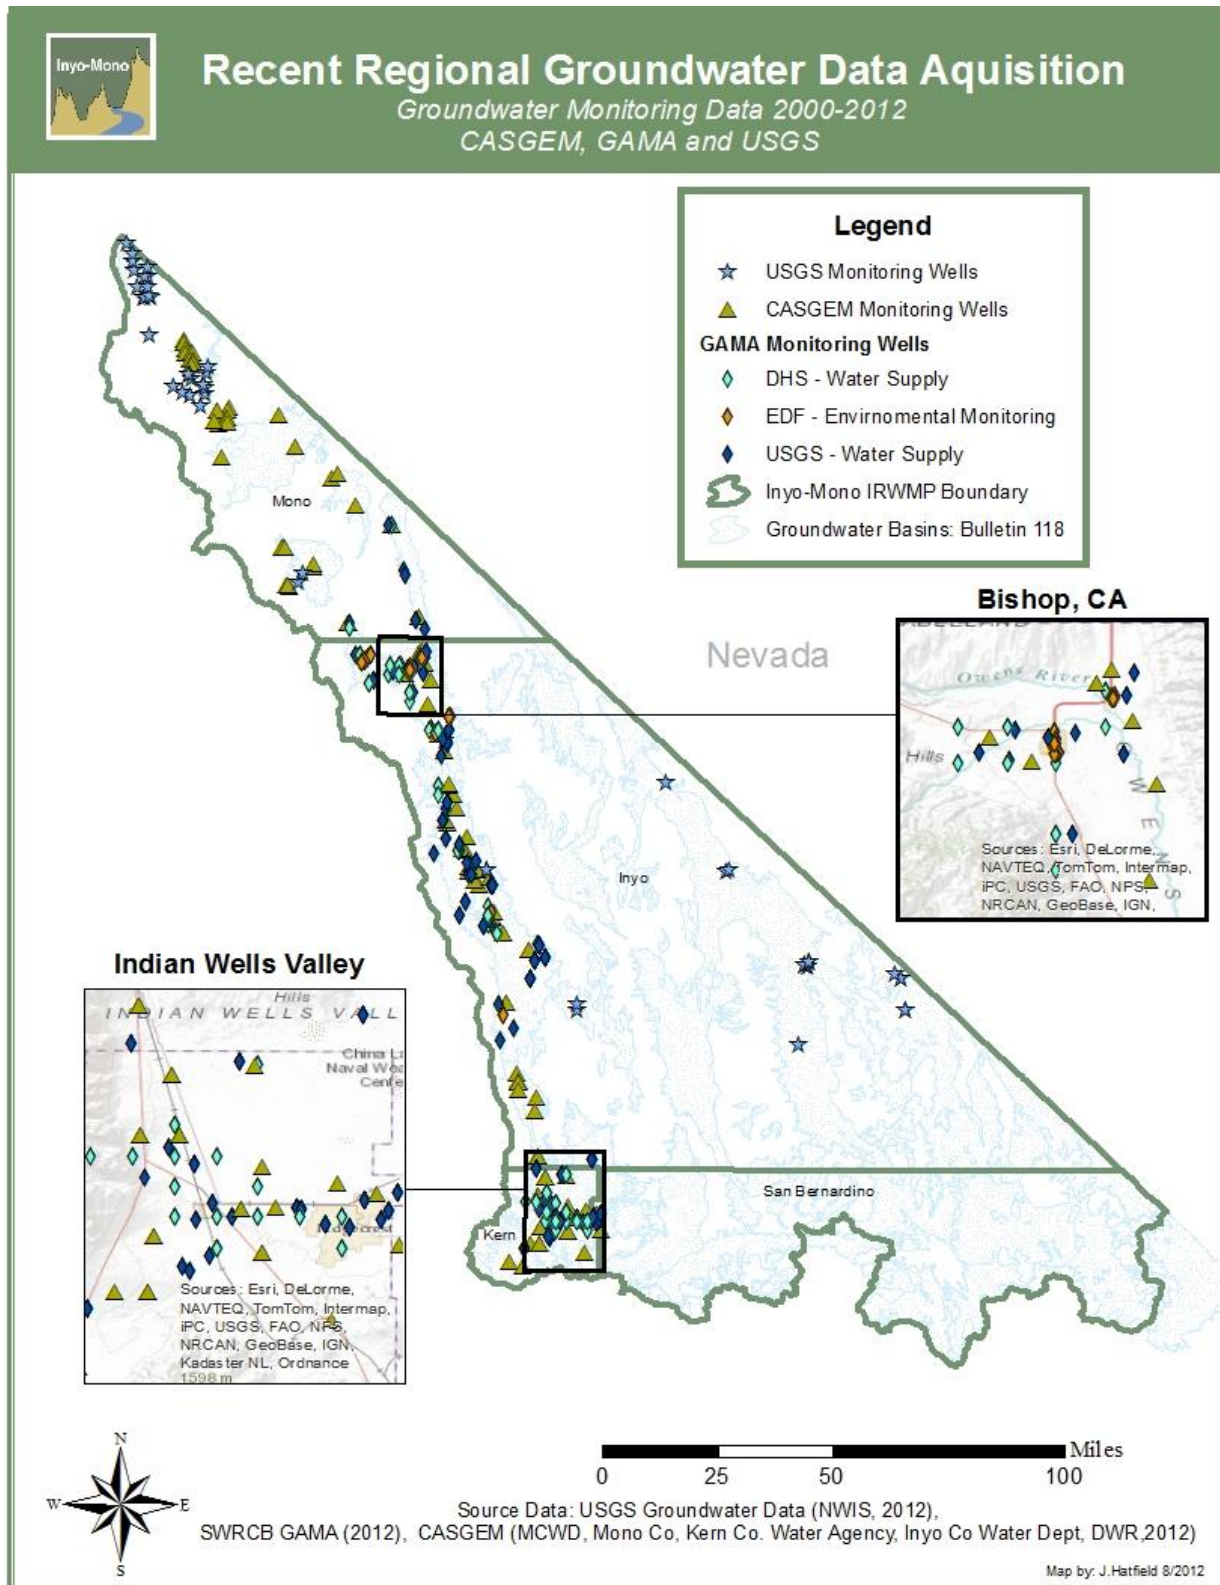 Inyo-Mono
Recent Regional Groundwater Data Aquisition
Groundwater Monitoring Data 2000-2012
CASGEM, GAMA and USGS
Legend
USGS Monitoring Wells
CASGEM Monitoring Wells
GAMA Monitoring Wells
DHS - Water Supply
EDF - Envirnomental Monitoring
USGS - Water Supply
Inyo-Mono IRWMP Boundary
Groundwater Basins: Bulletin 118
Mono
Nevada
Inyo
San Bernardino
Kern
Bishop, CA
Owens River
Hills
W
E
N
S
Sources: Esri, DeLorme,
NAVTEQ, TomTom, Intermap,
iPC, USGS, FAO, NPS,
NRCAN, GeoBase, IGN,
Indian Wells Valley
Hills
INDIAN WELLS VALL
China La
Naval Wea
Cente
Sources: Esri, DeLorme,
NAVTEQ, TomTom, Intermap,
iPC, USGS, FAO, NPS,
NRCAN, GeoBase, IGN,
Kadaster NL, Ordnance
1598 m
N
W
E
S
Miles
0 25 50 100
Source Data: USGS Groundwater Data (NWIS, 2012),
SWRCB GAMA (2012), CASGEM (MCWD, Mono Co, Kern Co. Water Agency, Inyo Co Water Dept, DWR,2012)
Map by: J.Hatfield 8/2012